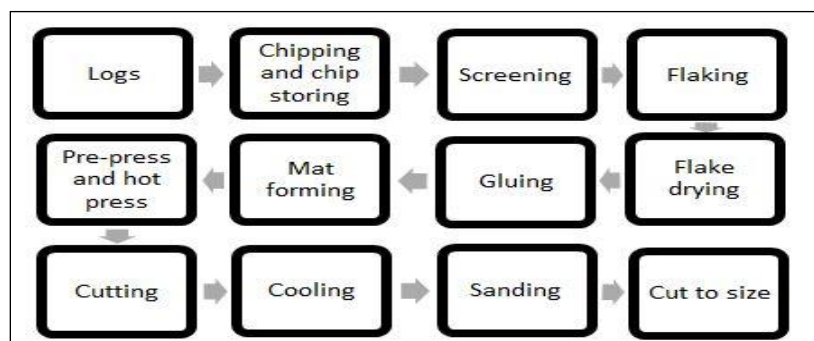 Logs
Chipping
and chip
storing
Screening
Flaking
Flake
drying
Gluing
Mat
forming
Pre-press
and hot
press
Cutting
Cooling
Sanding
Cut to size